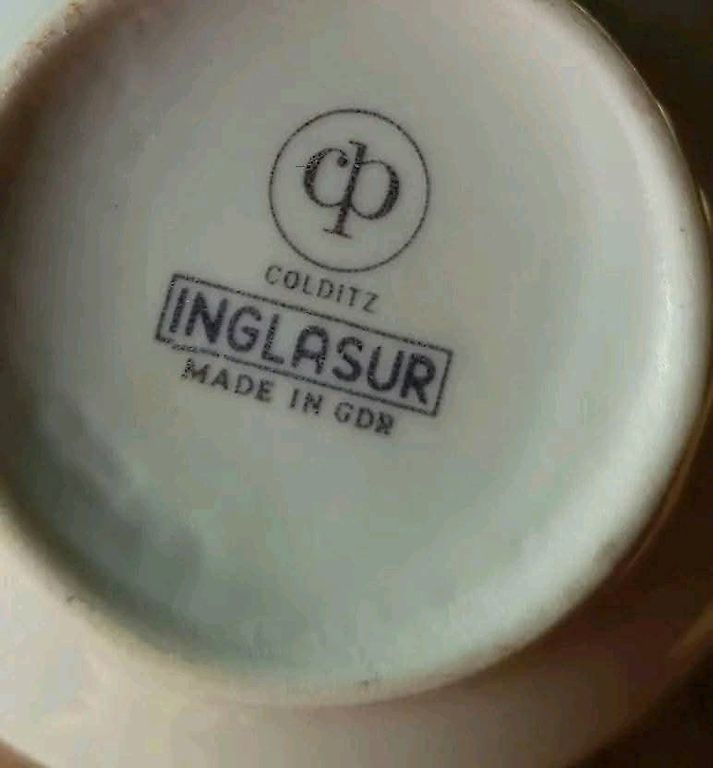 cp
COLDITZ
INGLASUR
MADE IN GDR